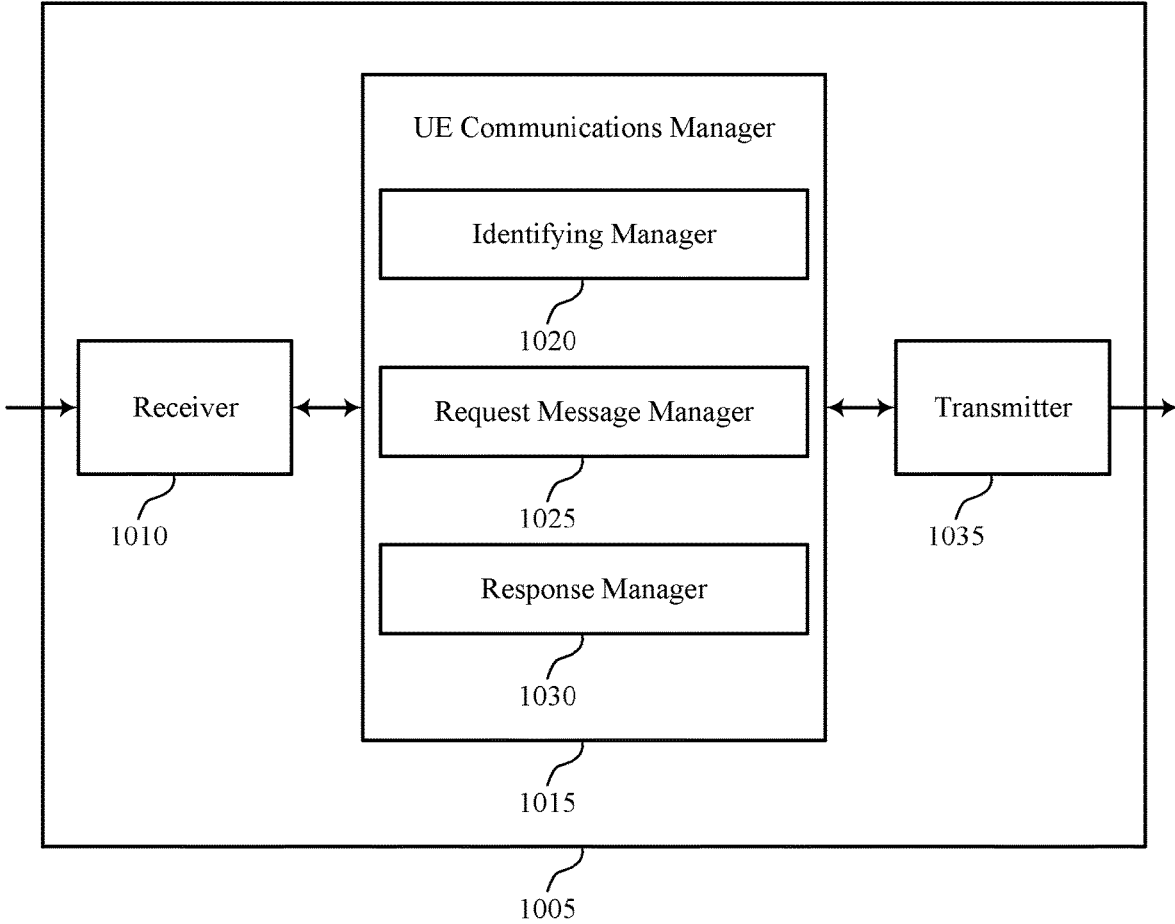 UE Communications Manager
Identifying Manager
1020
Receiver
Request Message Manager
Transmitter
1010
1025
1035
Response Manager
1030
1015
1005